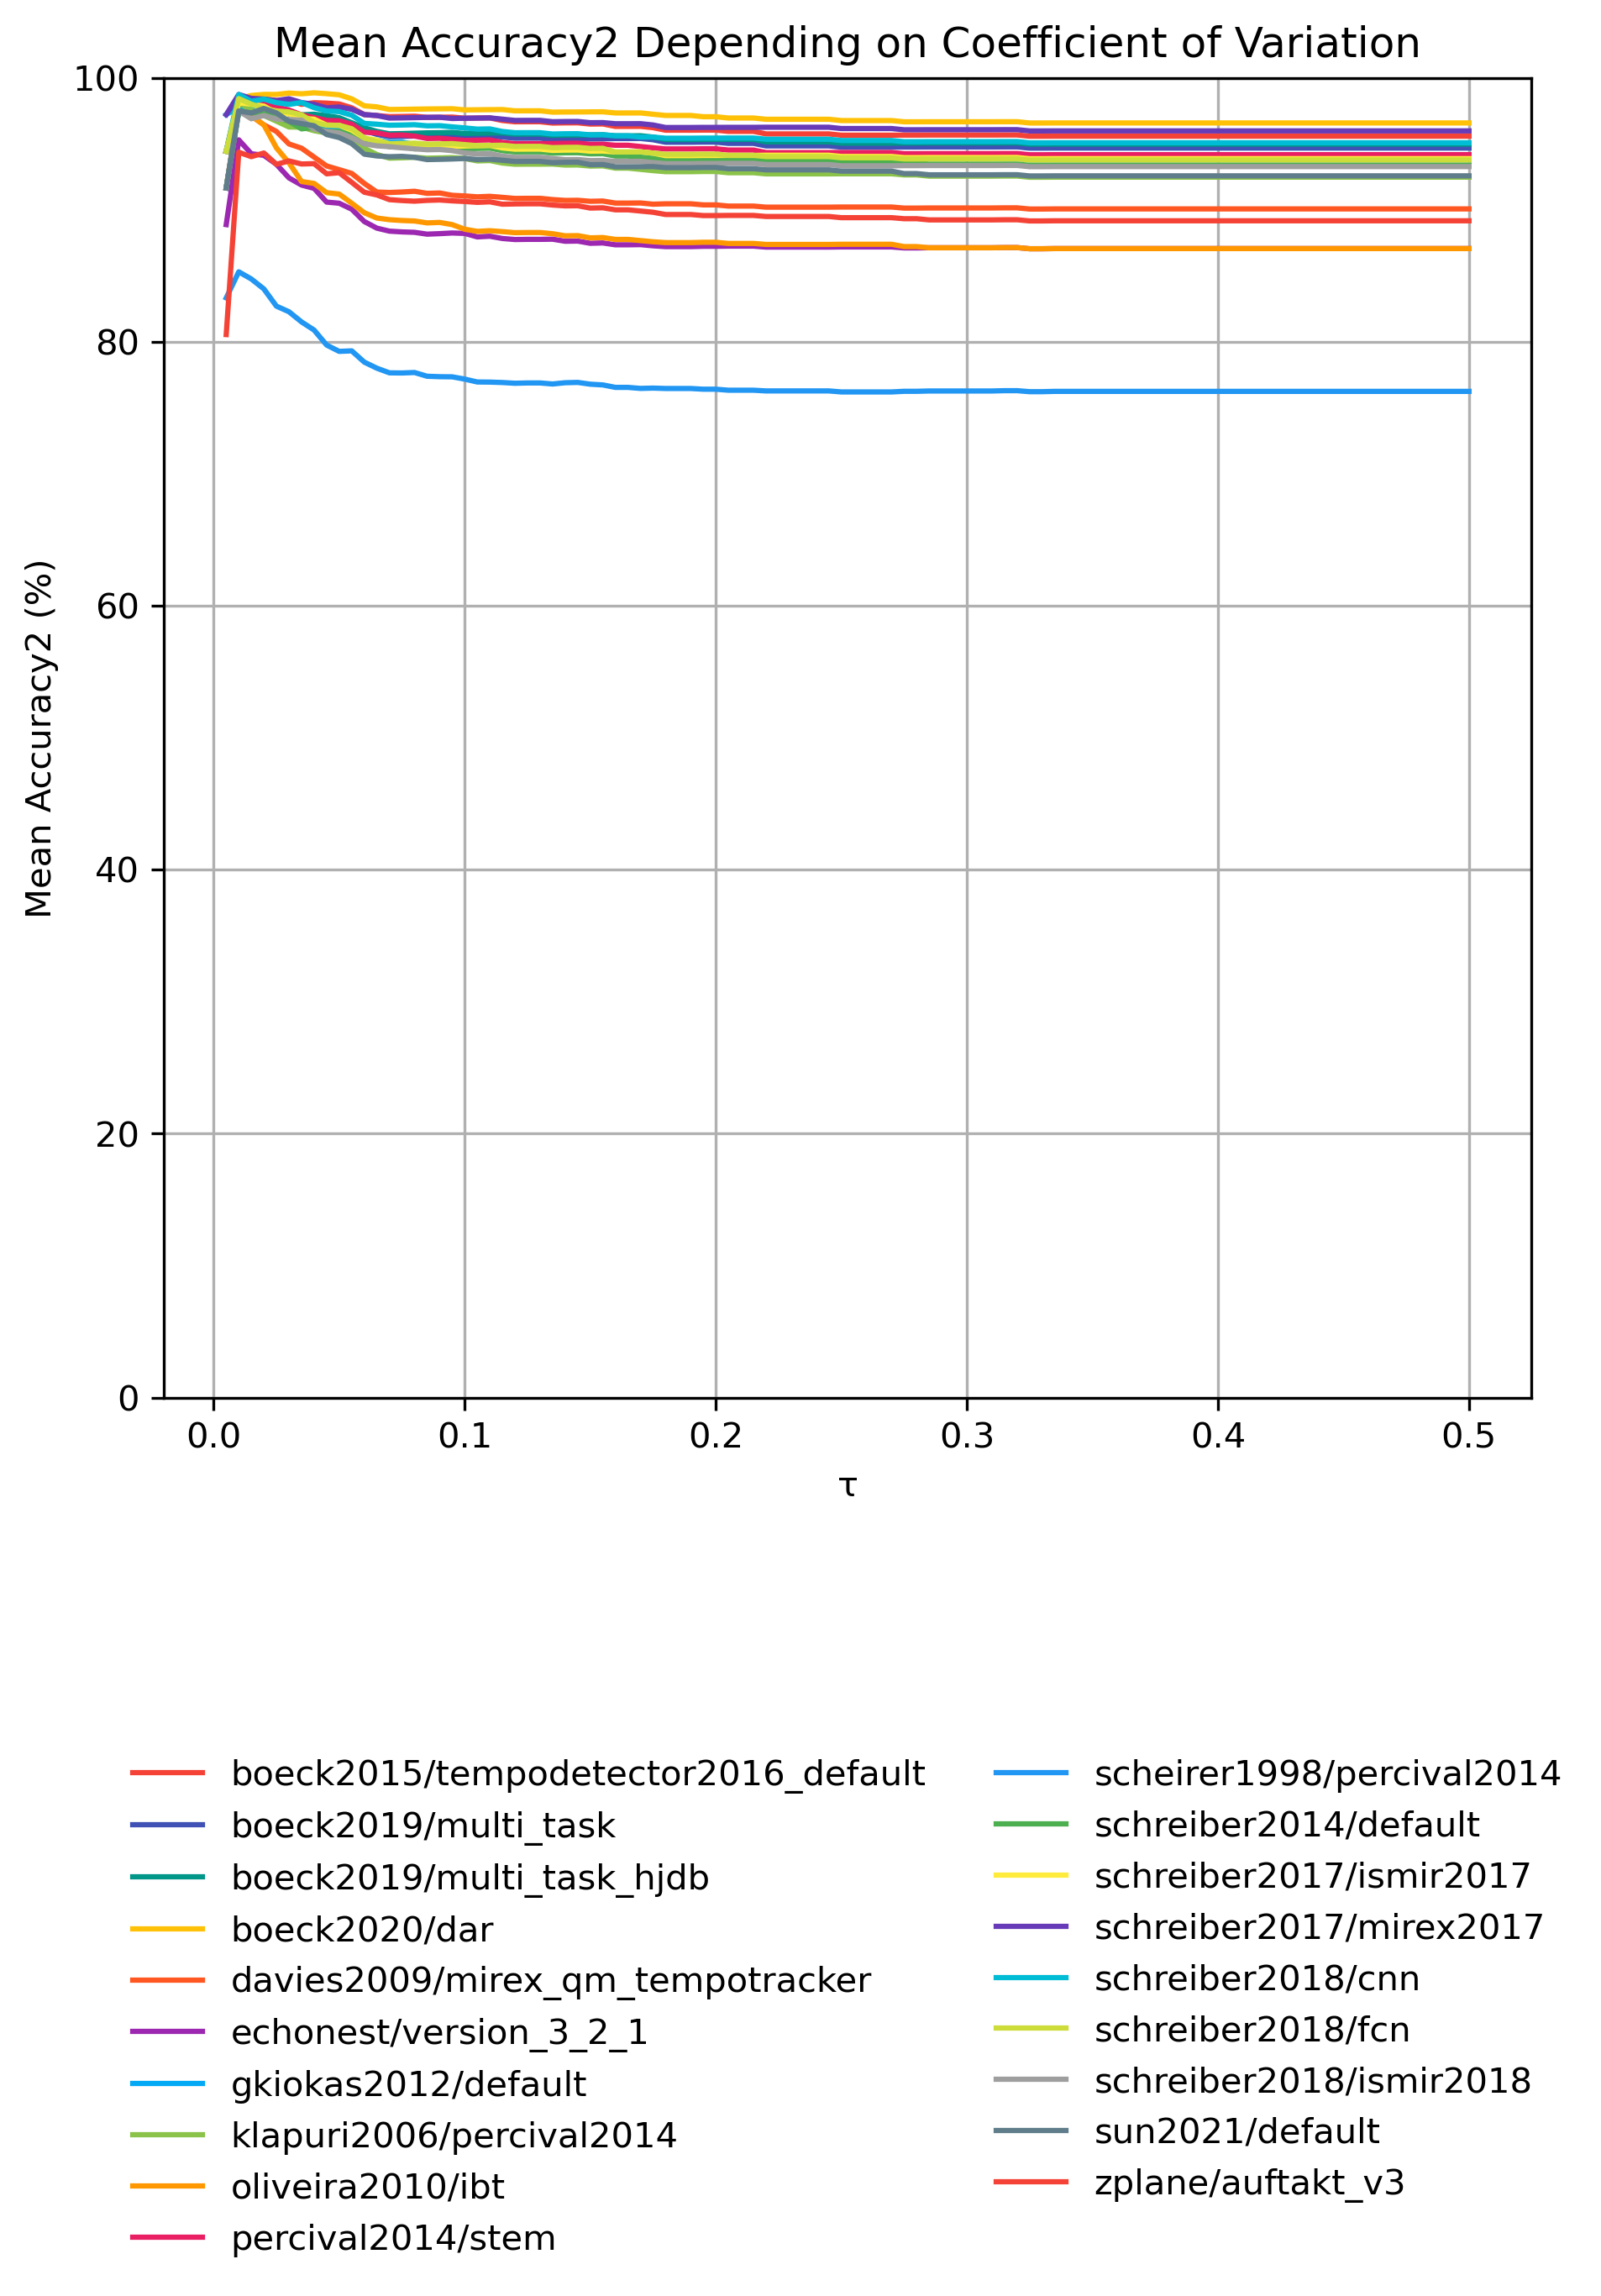 Mean Accuracy2 Depending on Coefficient of Variation
100
80
60
40
20
0
Mean Accuracy2 (%)
0.0 0.1 0.2 0.3 0.4 0.5
τ
boeck2015/tempodetector2016_default
boeck2019/multi_task
boeck2019/multi_task_hjdb
boeck2020/dar
davies2009/mirex_qm_tempotracker
echonest/version_3_2_1
gkiokas2012/default
klapuri2006/percival2014
oliveira2010/ibt
percival2014/stem
scheirer1998/percival2014
schreiber2014/default
schreiber2017/ismir2017
schreiber2017/mirex2017
schreiber2018/cnn
schreiber2018/fcn
schreiber2018/ismir2018
sun2021/default
zplane/auftakt_v3